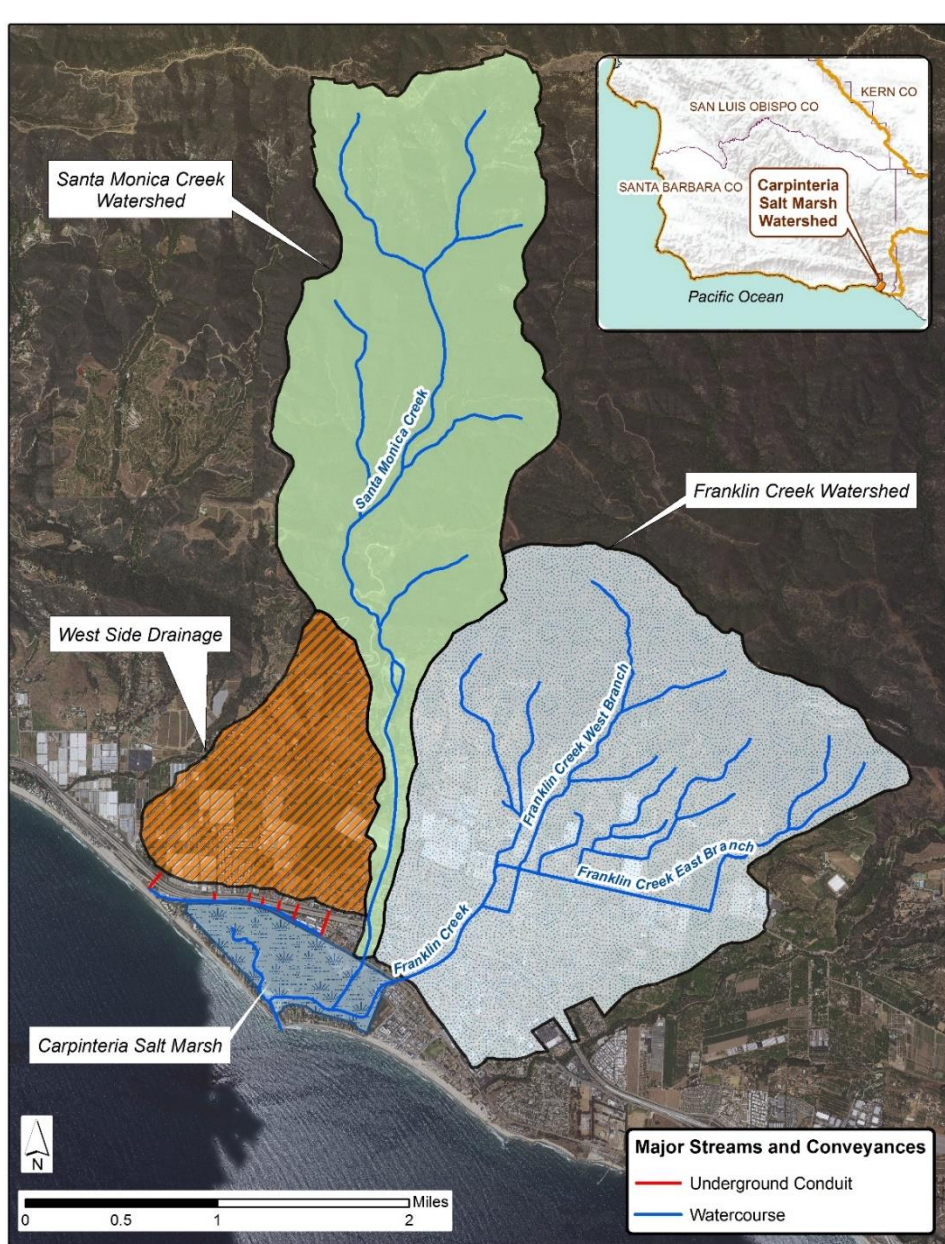 SAN LUIS OBISPO CO
KERN CO
SANTA BARBARA CO
Carpinteria
Salt Marsh
Watershed
Pacific Ocean
Santa Monica Creek
Watershed
Santa Monica Creek
Franklin Creek Watershed
West Side Drainage
Franklin Creek West Branch
Franklin Creek East Branch
Franklin Creek
Carpinteria Salt Marsh
N
Miles
0 0.5 1 2
Major Streams and Conveyances
Underground Conduit
Watercourse